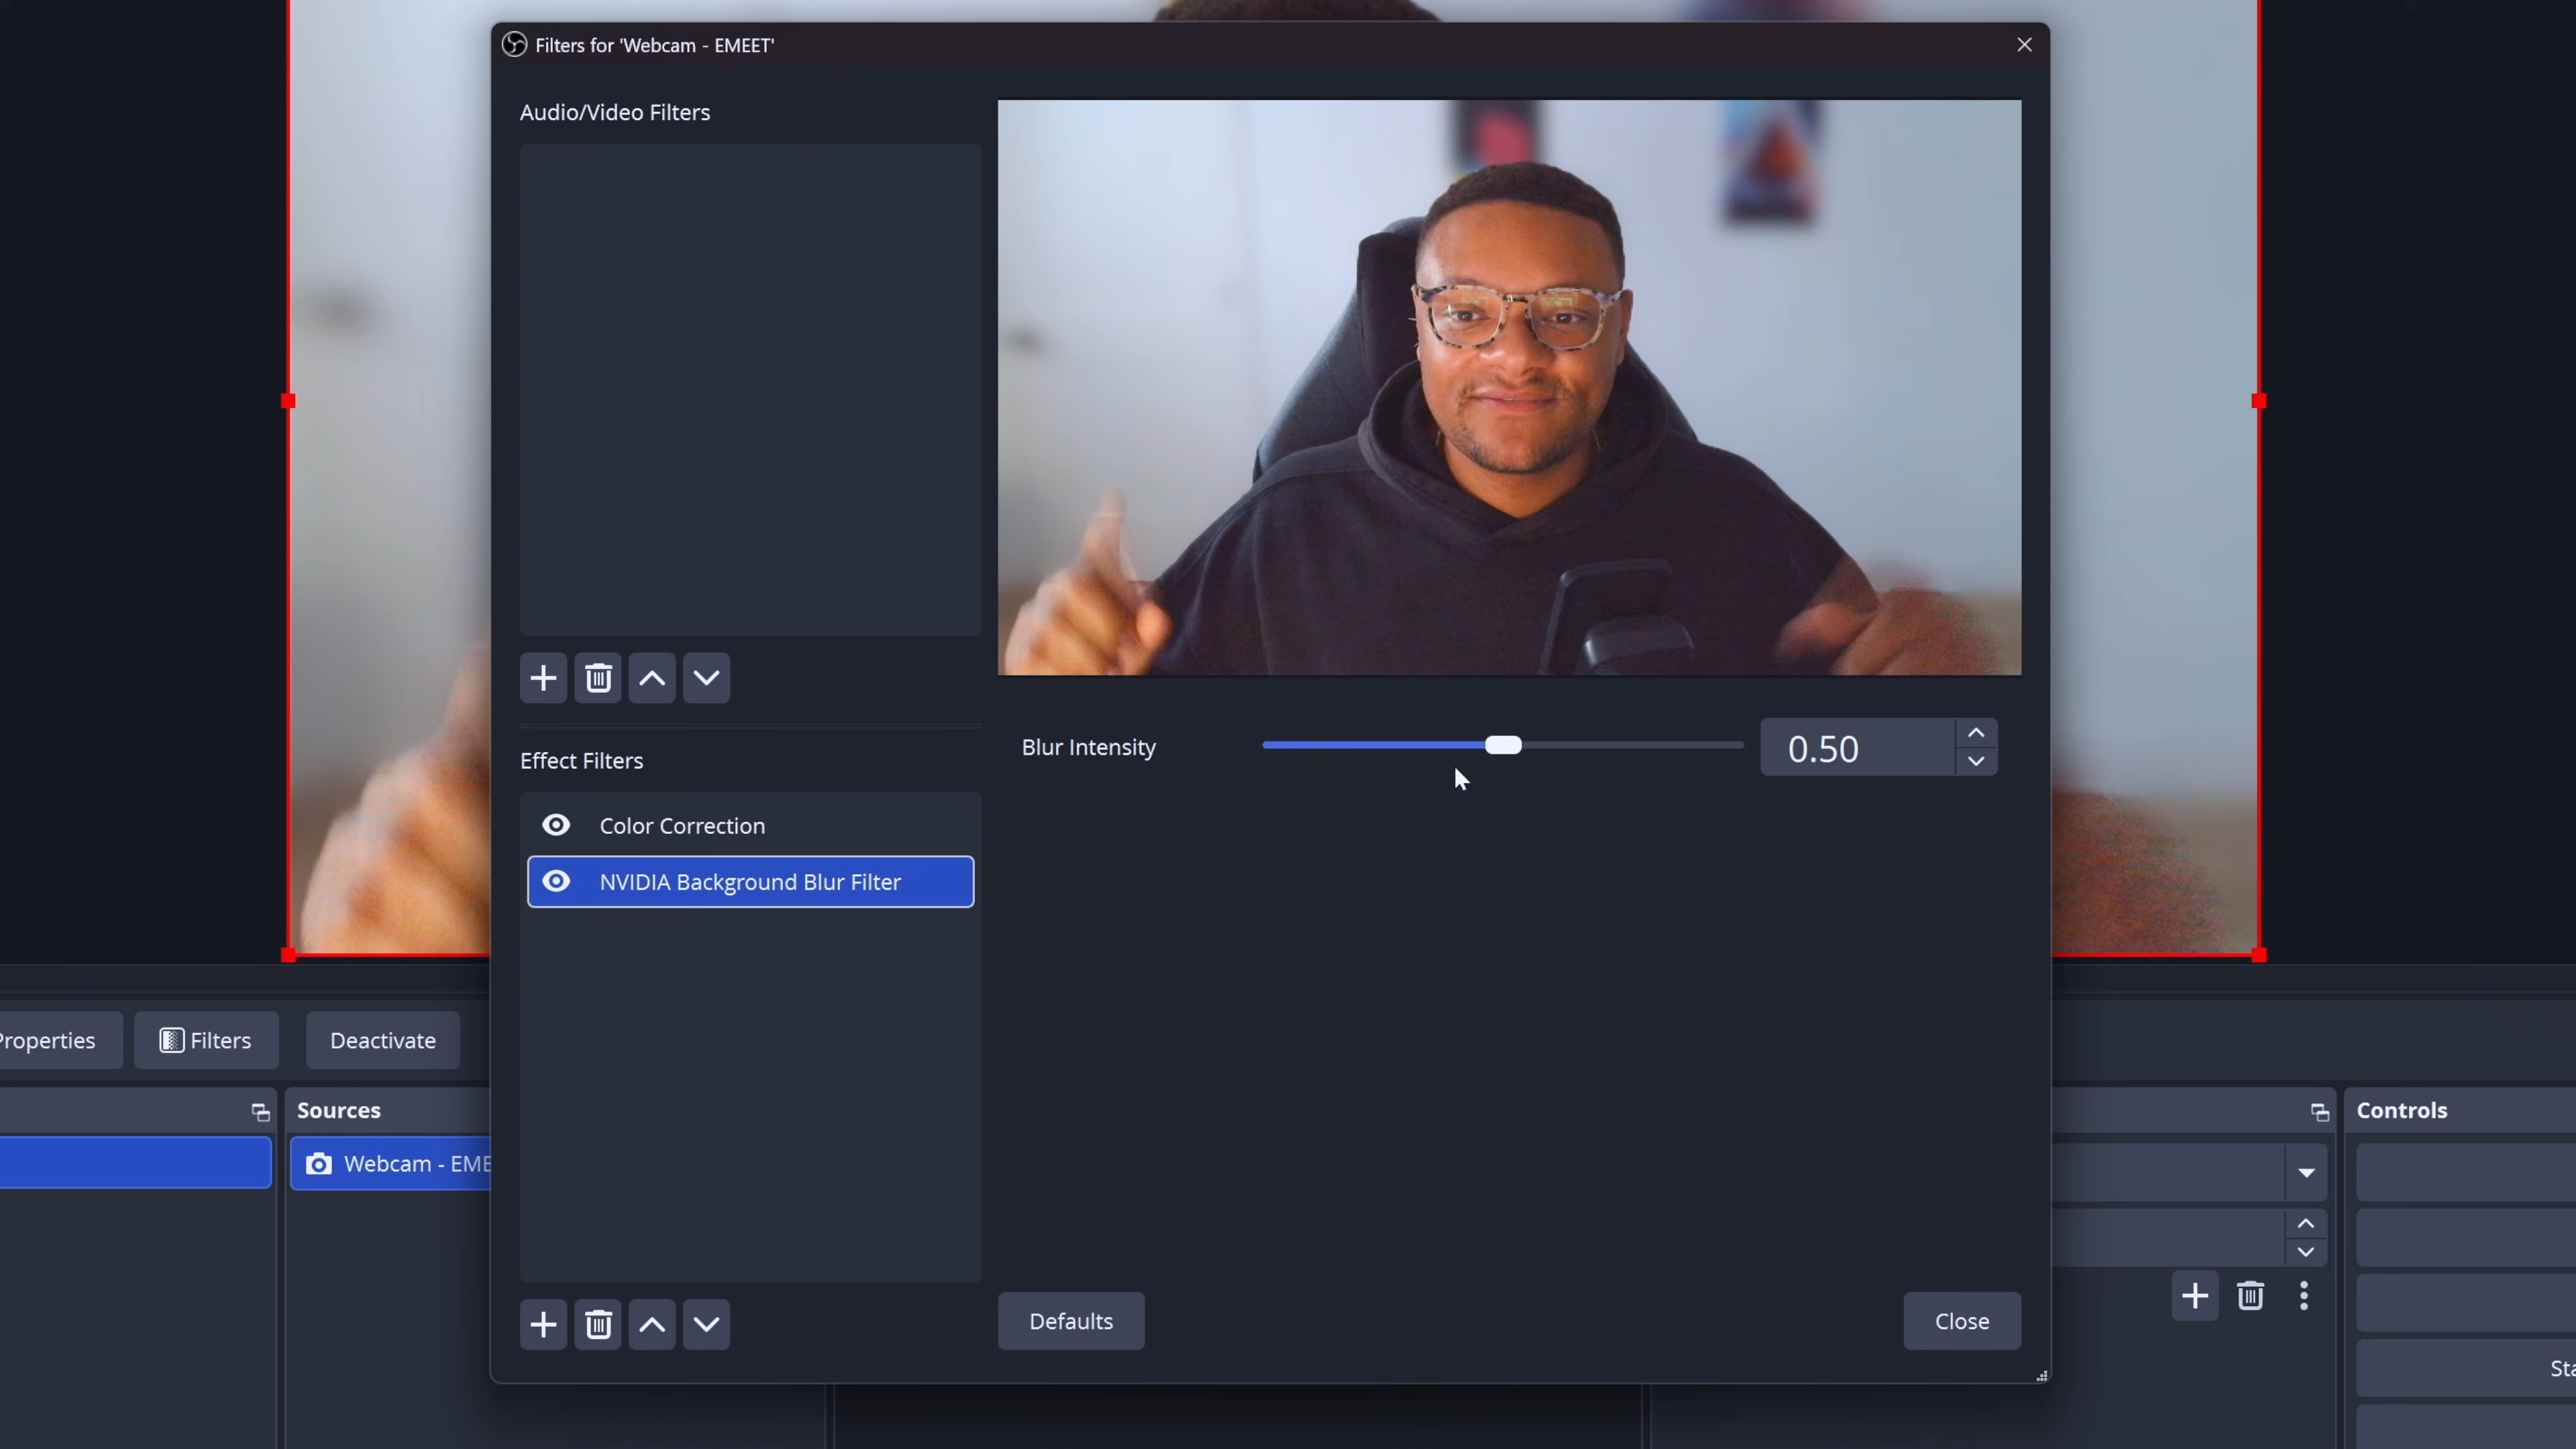 Filters for 'Webcam - EMEET'
Audio/Video Filters
Blur Intensity
0.50
Effect Filters
Color Correction
NVIDIA Background Blur Filter
Properties
Filters
Deactivate
Sources
Controls
Webcam - EME
Defaults
Close
Sta